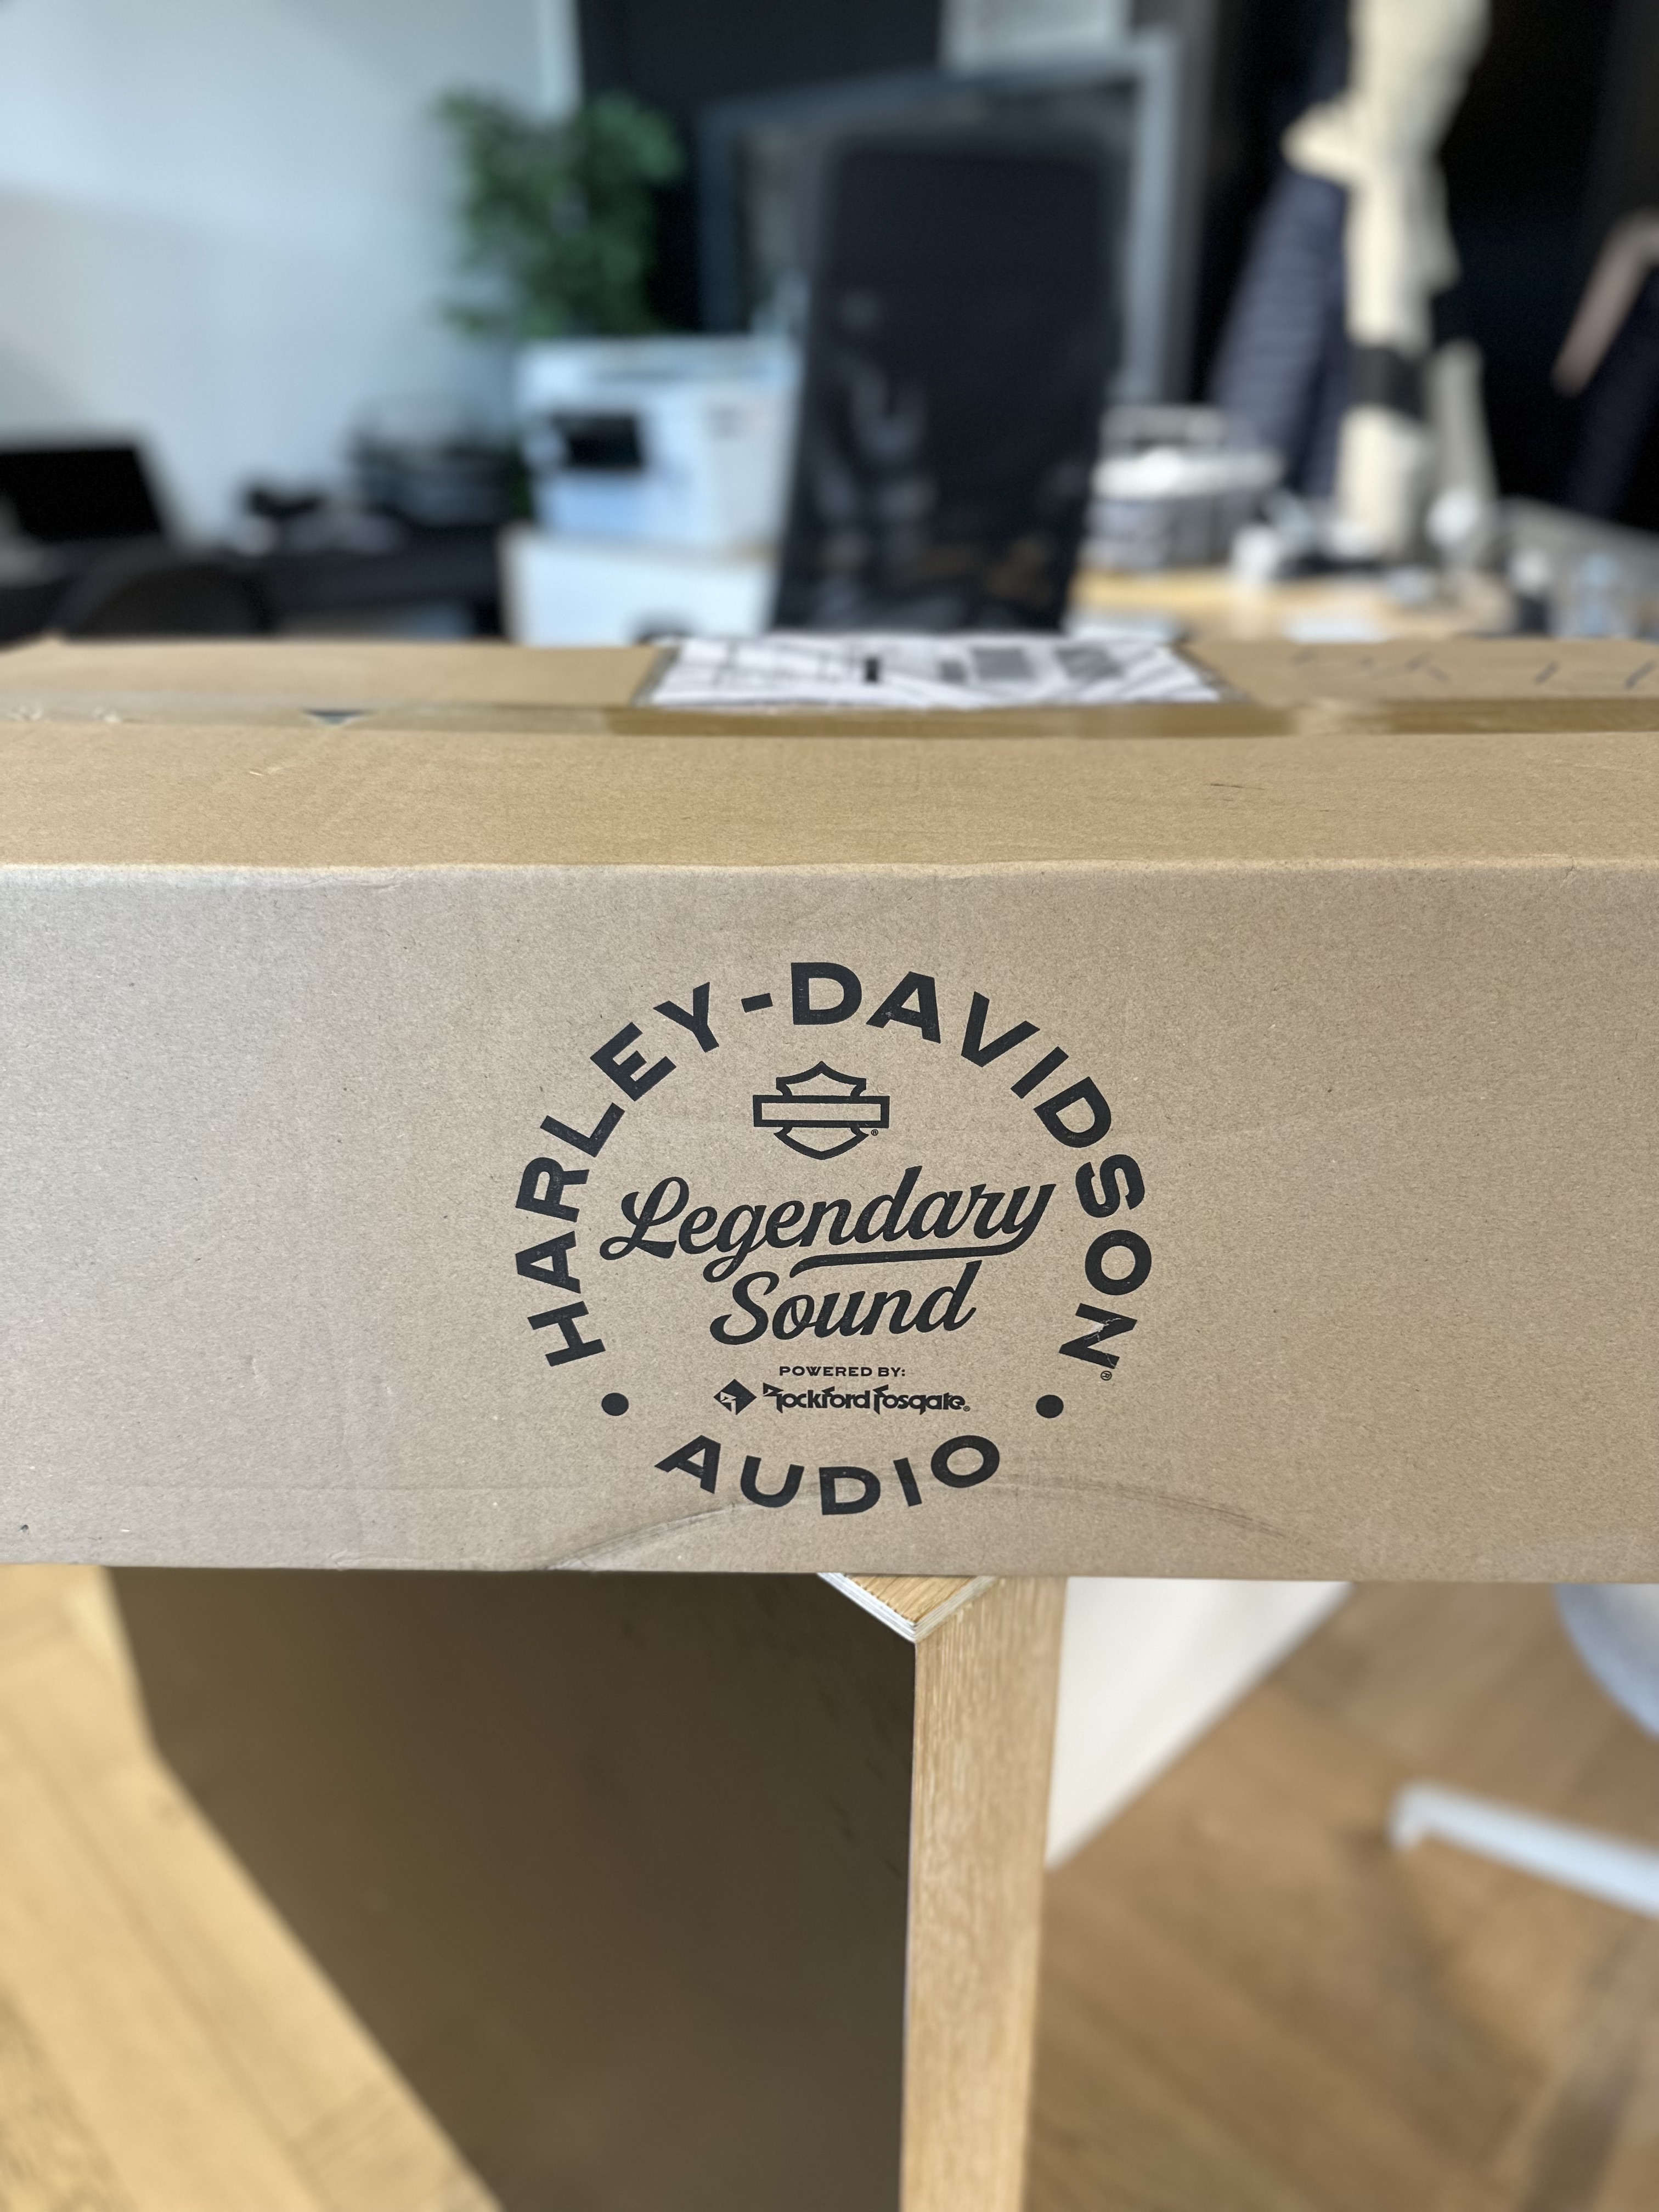 HARLEY-DAVIDSON®
Legendary
Sound
POWERED BY:
Rockford Fosgate®
AUDIO